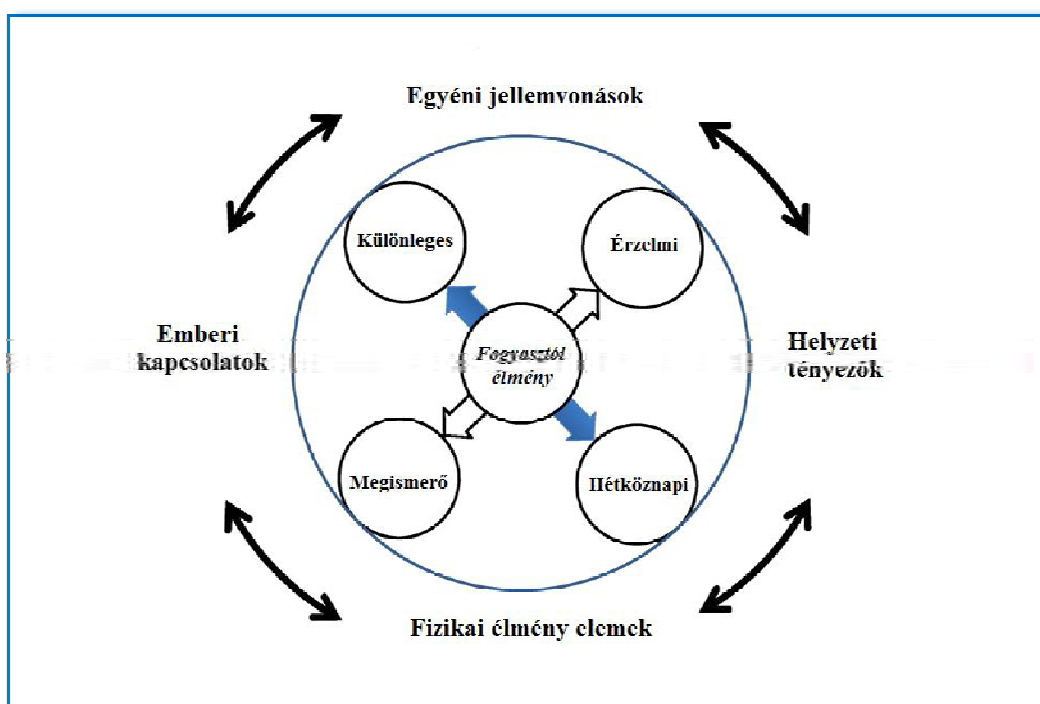 Egyéni jellemvonások
Különleges
Érzelmi
Emberi
kapcsolatok
Fogyasztói
élmény
Helyzeti
tényezők
Megismerő
Hétköznapi
Fizikai élmény elemek